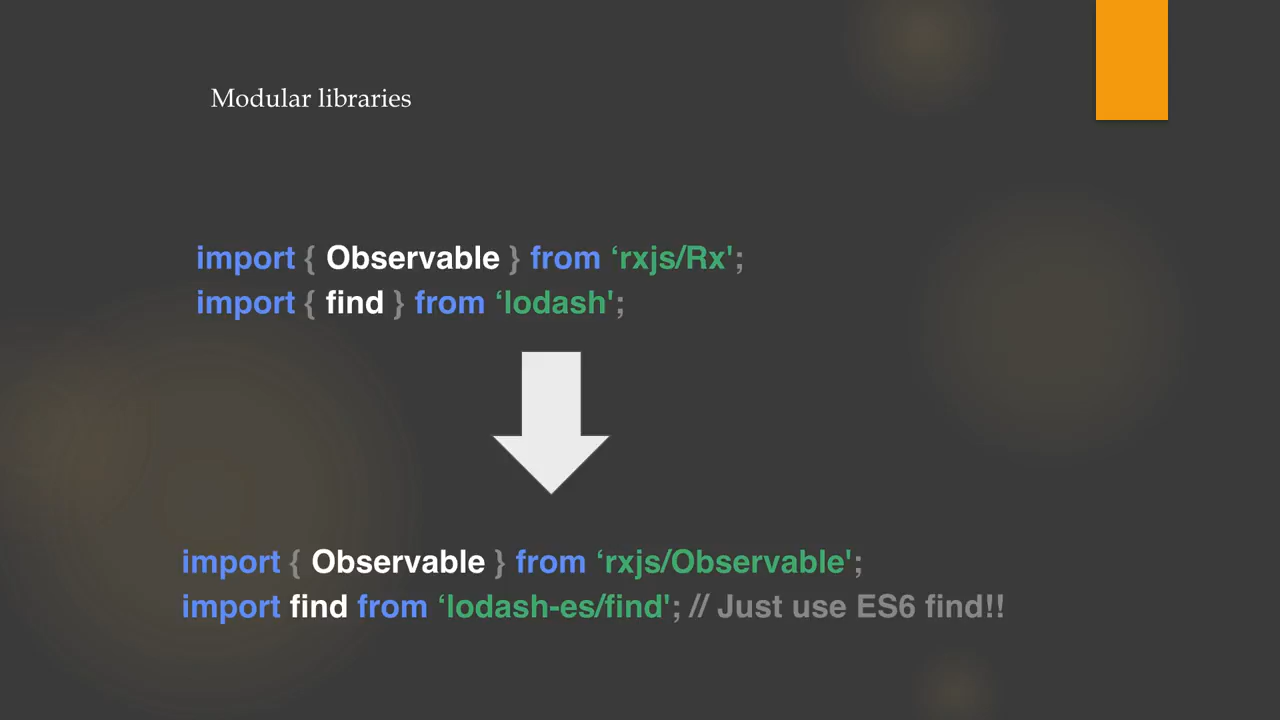 Modular libraries
import { Observable } from ‘rxjs/Rx';
import { find } from ‘lodash';
import { Observable } from ‘rxjs/Observable';
import find from ‘lodash-es/find'; // Just use ES6 find!!